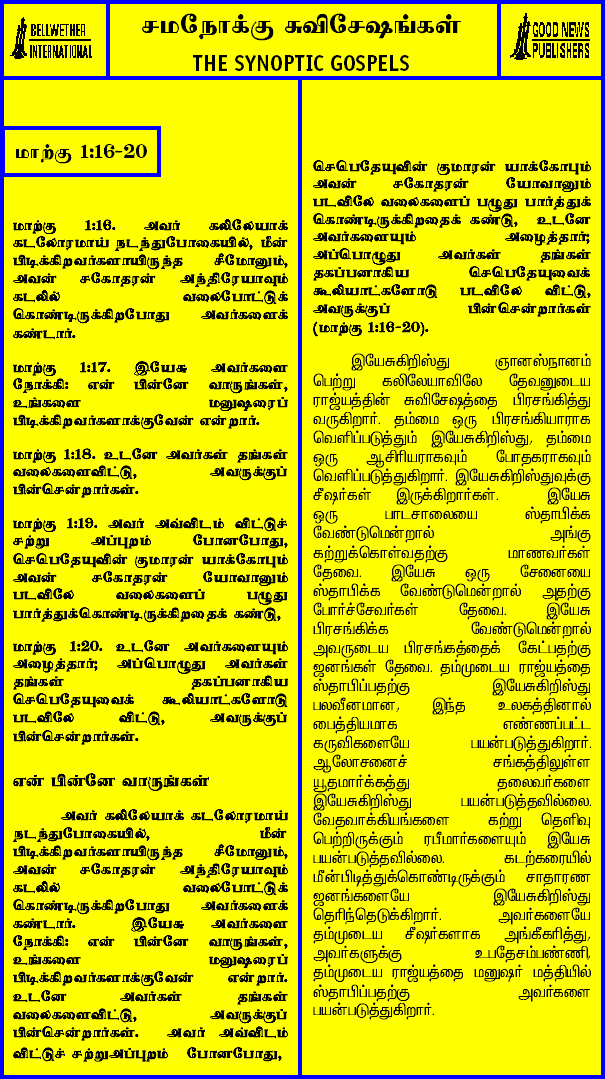 BELLWETHER
INTERNATIONAL
சமநோக்கு சுவிசேஷங்கள்
THE SYNOPTIC GOSPELS
GOOD NEWS
PUBLISHERS
மாற்கு 1:16-20
மாற்கு 1:16. அவர் கலிலேயாக்
கடலோரமாய் நடந்துபோகையில், மீன்
பிடிக்கிறவர்களாயிருந்த சீமோனும்,
அவன் சகோதரன் அந்திரேயாவும்
கடலில் வலைபோட்டுக்
கொண்டிருக்கிறபோது அவர்களைக்
கண்டார்.
மாற்கு 1:17. இயேசு அவர்களை
நோக்கி: என் பின்னே வாருங்கள்,
உங்களை மனுஷரைப்
பிடிக்கிறவர்களாக்குவேன் என்றார்.
மாற்கு 1:18. உடனே அவர்கள் தங்கள்
வலைகளைவிட்டு, அவருக்குப்
பின்சென்றார்கள்.
மாற்கு 1:19. அவர் அவ்விடம் விட்டுச்
சற்று அப்புறம் போனபோது,
செபெதேயுவின் குமாரன் யாக்கோபும்
அவன் சகோதரன் யோவானும்
படவிலே வலைகளைப் பழுது
பார்த்துக்கொண்டிருக்கிறதைக் கண்டு,
மாற்கு 1:20. உடனே அவர்களையும்
அழைத்தார்; அப்பொழுது அவர்கள்
தங்கள் தகப்பனாகிய
செபெதேயுவைக் கூலியாட்களோடு
படவிலே விட்டு, அவருக்குப்
பின்சென்றார்கள்.
என் பின்னே வாருங்கள்
அவர் கலிலேயாக் கடலோரமாய்
நடந்துபோகையில், மீன்
பிடிக்கிறவர்களாயிருந்த சீமோனும்,
அவன் சகோதரன் அந்திரேயாவும்
கடலில் வலைபோட்டுக்
கொண்டிருக்கிறபோது அவர்களைக்
கண்டார். இயேசு அவர்களை
நோக்கி: என் பின்னே வாருங்கள்,
உங்களை மனுஷரைப்
பிடிக்கிறவர்களாக்குவேன் என்றார்.
உடனே அவர்கள் தங்கள்
வலைகளைவிட்டு, அவருக்குப்
பின்சென்றார்கள். அவர் அவ்விடம்
விட்டுச் சற்றுஅப்புறம் போனபோது,
செபெதேயுவின் குமாரன் யாக்கோபும்
அவன் சகோதரன் யோவானும்
படவிலே வலைகளைப் பழுது பார்த்துக்
கொண்டிருக்கிறதைக் கண்டு, உடனே
அவர்களையும் அழைத்தார்;
அப்பொழுது அவர்கள் தங்கள்
தகப்பனாகிய செபெதேயுவைக்
கூலியாட்களோடு படவிலே விட்டு,
அவருக்குப் பின்சென்றார்கள்
(மாற்கு 1:16-20).
இயேசுகிறிஸ்து ஞானஸ்நானம்
பெற்று கலிலேயாவிலே தேவனுடைய
ராஜ்யத்தின் சுவிசேஷத்தை பிரசங்கித்து
வருகிறார். தம்மை ஒரு பிரசங்கியாராக
வெளிப்படுத்தும் இயேசுகிறிஸ்து, தம்மை
ஒரு ஆசிரியராகவும் போதகராகவும்
வெளிப்படுத்துகிறார். இயேசுகிறிஸ்துவுக்கு
சீஷர்கள் இருக்கிறார்கள். இயேசு
ஒரு பாடசாலையை ஸ்தாபிக்க
வேண்டுமென்றால் அங்கு
கற்றுக்கொள்வதற்கு மாணவர்கள்
தேவை. இயேசு ஒரு சேனையை
ஸ்தாபிக்க வேண்டுமென்றால் அதற்கு
போர்ச்சேவர்கள் தேவை. இயேசு
பிரசங்கிக்க வேண்டுமென்றால்
அவருடைய பிரசங்கத்தைக் கேட்பதற்கு
ஜனங்கள் தேவை. தம்முடைய ராஜ்யத்தை
ஸ்தாபிப்பதற்கு இயேசுகிறிஸ்து
பலவீனமான, இந்த உலகத்தினால்
பைத்தியமாக எண்ணப்பட்ட
கருவிகளையே பயன்படுத்துகிறார்.
ஆலோசனைச் சங்கத்திலுள்ள
யூதமார்க்கத்து தலைவர்களை
இயேசுகிறிஸ்து பயன்படுத்தவில்லை.
வேதவாக்கியங்களை கற்று தெளிவு
பெற்றிருக்கும் ரபீமார்களையும் இயேசு
பயன்படுத்தவில்லை. கடற்கரையில்
மீன்பிடித்துக்கொண்டிருக்கும் சாதாரண
ஜனங்களையே இயேசுகிறிஸ்து
தெரிந்தெடுக்கிறார். அவர்களையே
தம்முடைய சீஷர்களாக அங்கீகரித்து,
அவர்களுக்கு உபதேசம்பண்ணி,
தம்முடைய ராஜ்யத்தை மனுஷர் மத்தியில்
ஸ்தாபிப்பதற்கு அவர்களை
பயன்படுத்துகிறார்.